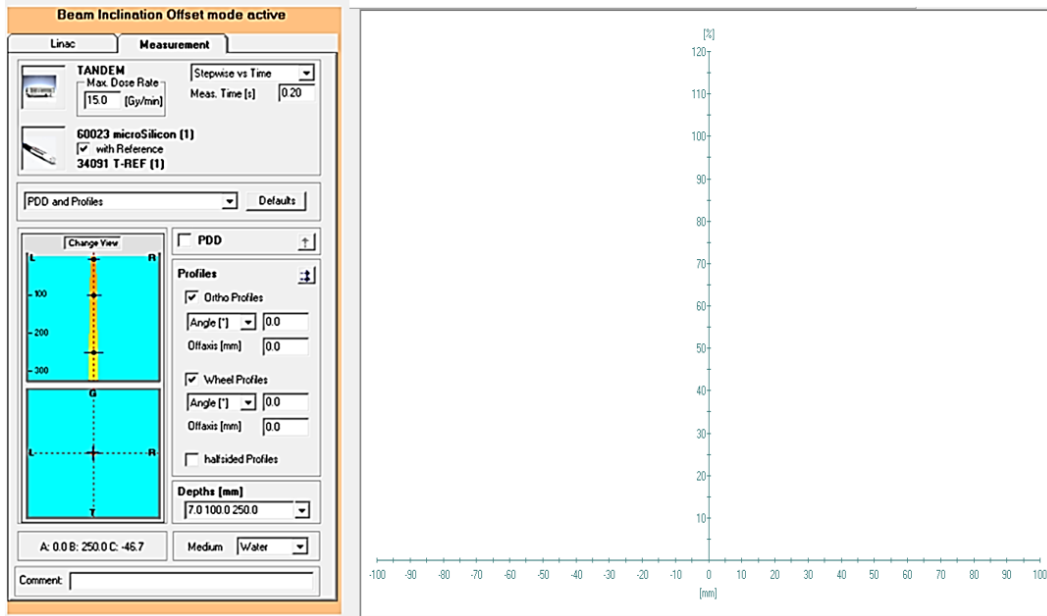 Beam Inclination Offset mode active
Linac
Measurement
TANDEM
Max. Dose Rate
15.0 [Gy/min]
Stepwise vs Time
Meas. Time [s] 0.20
60023 microSilicon (1)
with Reference
34091 T-REF (1)
PDD and Profiles
Defaults
Change View
L R
100
200
300
G
L R
T
PDD
Profiles
Ortho Profiles
Angle [°] 0.0
Offaxis [mm] 0.0
Wheel Profiles
Angle [°] 0.0
Offaxis [mm] 0.0
halfsided Profiles
Depths [mm]
7.0 100.0 250.0
A: 0.0 B: 250.0 C: -46.7
Medium Water
Comment:
[%]
120
110
100
90
80
70
60
50
40
30
20
10
-100 -90 -80 -70 -60 -50 -40 -30 -20 -10 0 10 20 30 40 50 60 70 80 90 100
[mm]